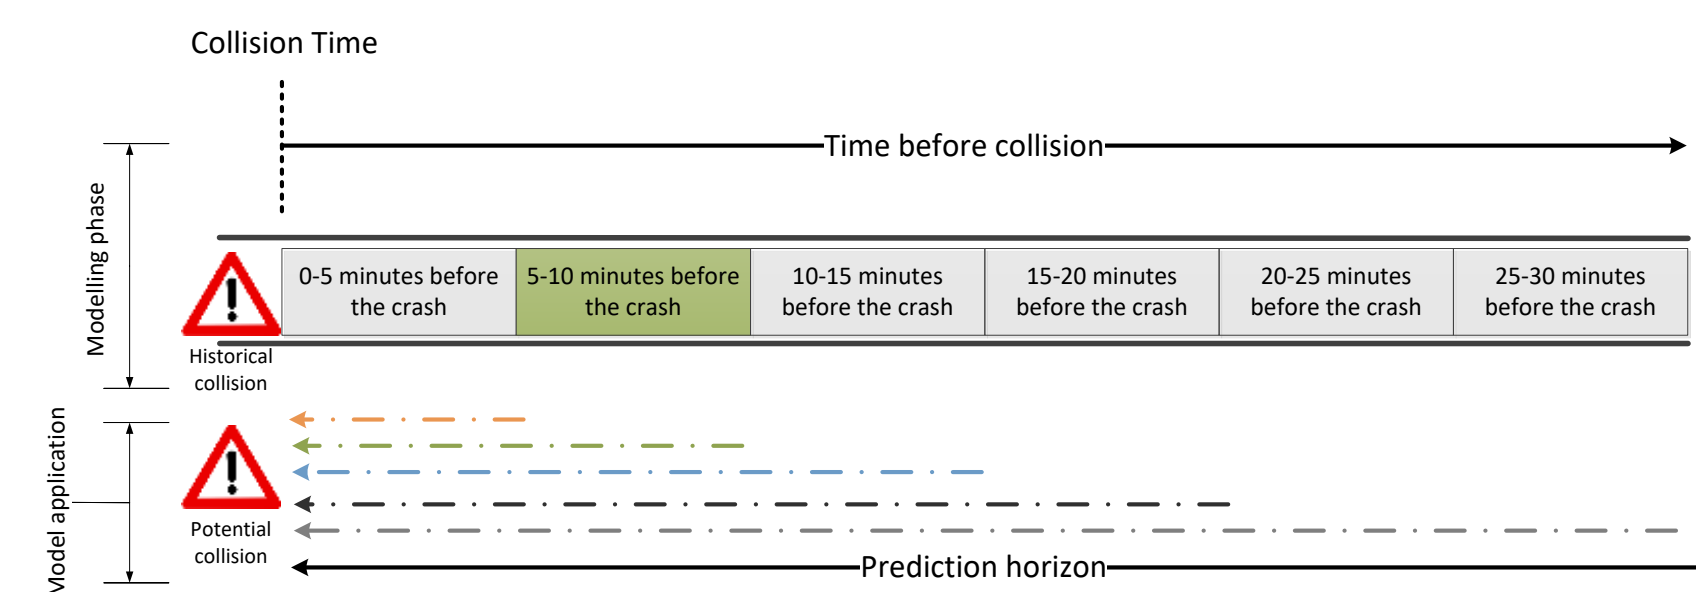 Collision Time
Time before collision
Modelling phase
0-5 minutes before
the crash
5-10 minutes before
the crash
10-15 minutes
before the crash
15-20 minutes
before the crash
20-25 minutes
before the crash
25-30 minutes
before the crash
Historical
collision
Model application
Potential
collision
Prediction horizon